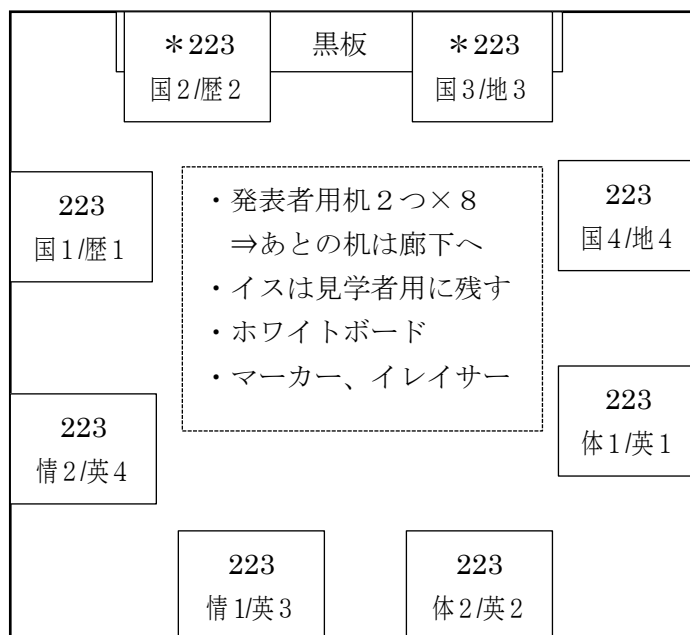 ＊223
国2/歴2
黒板
＊223
国3/地3
223
国1/歴1
・発表者用机２つ×８
⇒あとの机は廊下へ
・イスは見学者用に残す
・ホワイトボード
・マーカー、イレイサー
223
国4/地4
223
情2/英4
223
体1/英1
223
情1/英3
223
体2/英2